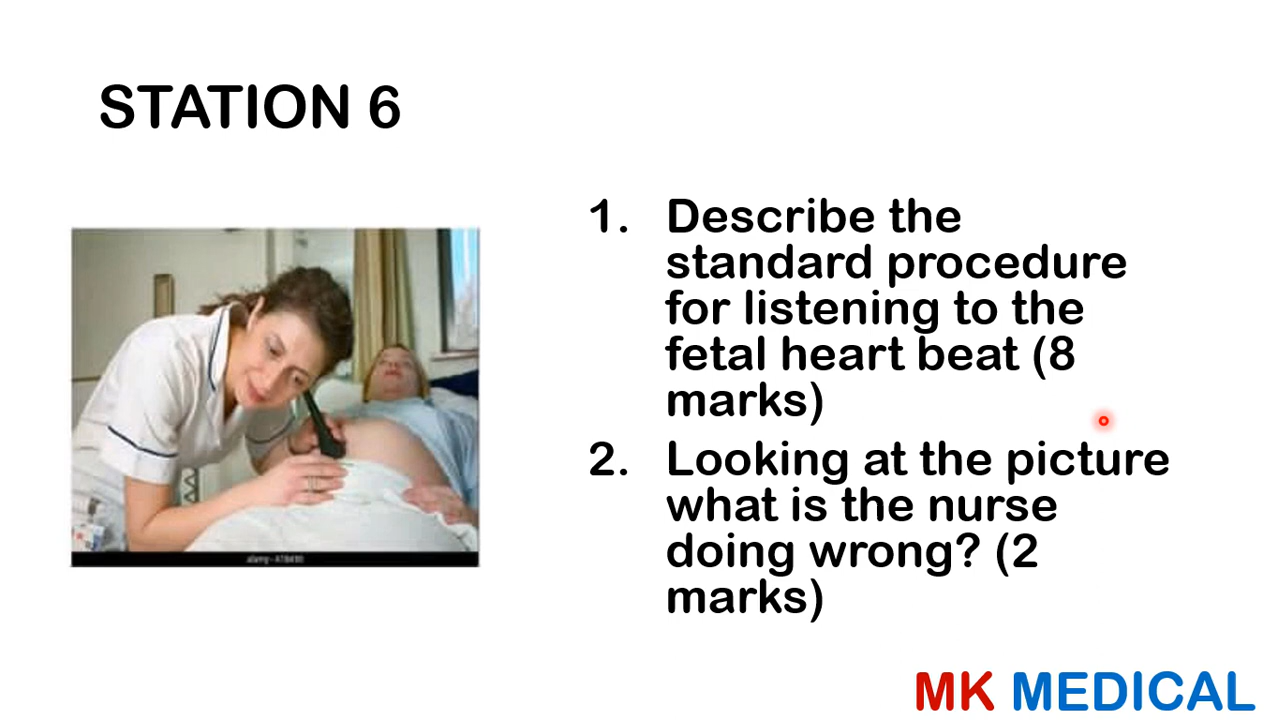 STATION 6
1. Describe the
standard procedure
for listening to the
fetal heart beat (8
marks)
2. Looking at the picture
what is the nurse
doing wrong? (2
marks)
MK MEDICAL